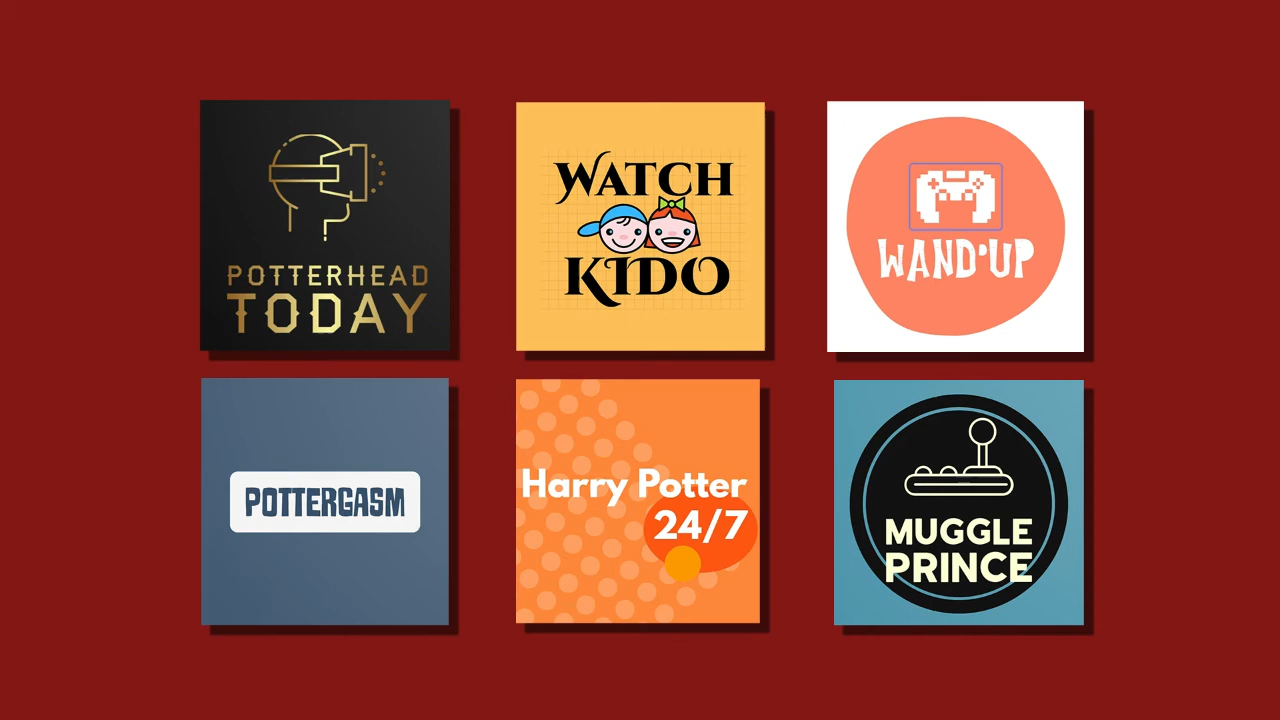 POTTERHEAD
TODAY
WATCH
KIDO
WAND'UP
POTTERGASM
Harry Potter
24/7
MUGGLE
PRINCE